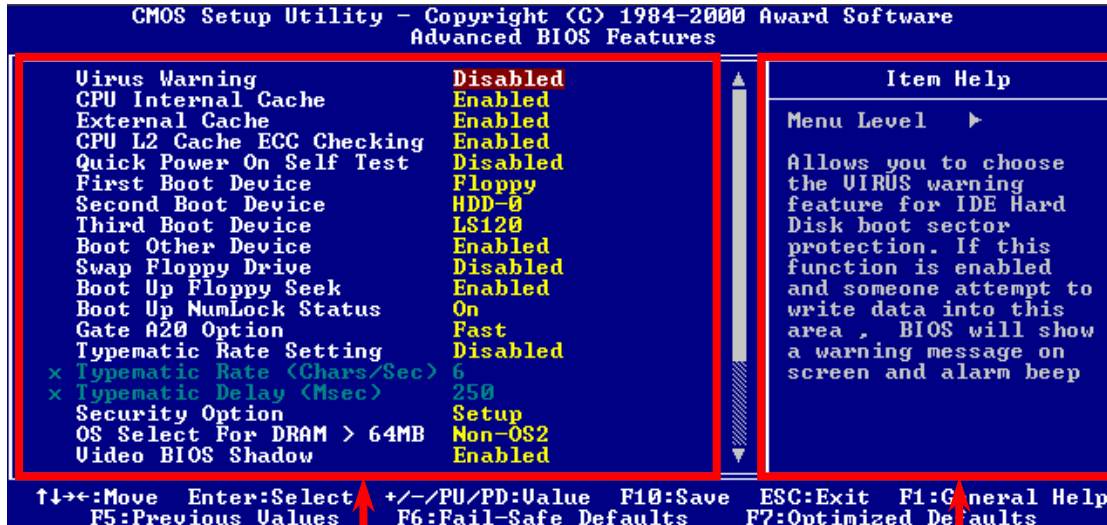 CMOS Setup Utility – Copyright (C) 1984-2000 Award Software
Advanced BIOS Features
Virus Warning Disabled
CPU Internal Cache Enabled
External Cache Enabled
CPU L2 Cache ECC Checking Enabled
Quick Power On Self Test Disabled
First Boot Device Floppy
Second Boot Device HDD-0
Third Boot Device LS120
Boot Other Device Enabled
Swap Floppy Drive Disabled
Boot Up Floppy Seek Enabled
Boot Up NumLock Status On
Gate A20 Option Fast
Typematic Rate Setting Disabled
x Typematic Rate (Chars/Sec) 6
x Typematic Delay (Msec) 250
Security Option Setup
OS Select For DRAM > 64MB Non-OS2
Video BIOS Shadow Enabled
Item Help
Menu Level ▸
Allows you to choose
the VIRUS warning
feature for IDE Hard
Disk boot sector
protection. If this
function is enabled
and someone attempt to
write data into this
area , BIOS will show
a warning message on
screen and alarm beep
↑↓→←:Move Enter:Select +/-/PU/PD:Value F10:Save ESC:Exit F1:General Help
F5:Previous Values F6:Fail-Safe Defaults F7:Optimized Defaults